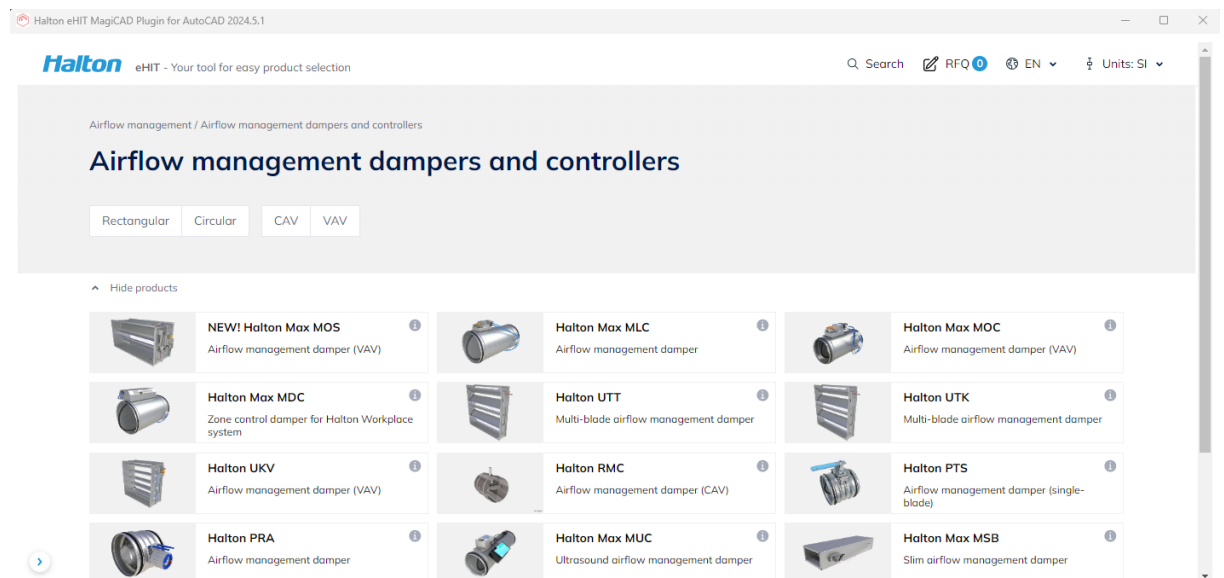 Halton eHIT MagiCAD Plugin for AutoCAD 2024.5.1
Halton eHIT - Your tool for easy product selection Search RFQ 0 EN Units: SI
Airflow management / Airflow management dampers and controllers
Airflow management dampers and controllers
Rectangular Circular CAV VAV
Hide products
NEW! Halton Max MOS
Airflow management damper (VAV)
Halton Max MLC
Airflow management damper
Halton Max MOC
Airflow management damper (VAV)
Halton Max MDC
Zone control damper for Halton Workplace
system
Halton UTT
Multi-blade airflow management damper
Halton UTK
Multi-blade airflow management damper
Halton UKV
Airflow management damper (VAV)
Halton RMC
Airflow management damper (CAV)
Halton PTS
Airflow management damper (single-
blade)
Halton PRA
Airflow management damper
Halton Max MUC
Ultrasound airflow management damper
Halton Max MSB
Slim airflow management damper